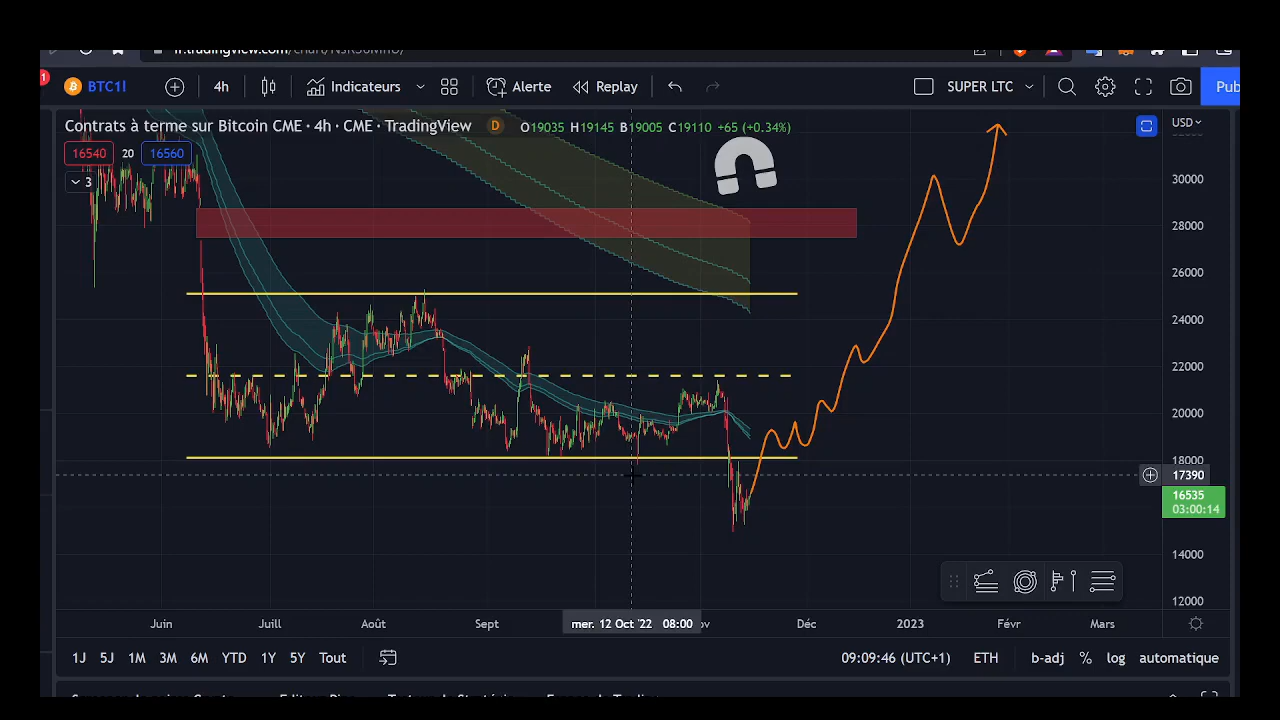 1
BTC1! 4h Indicateurs Alerte Replay SUPER LTC Pub
Contrats à terme sur Bitcoin CME · 4h · CME · TradingView D O19035 H19145 B19005 C19110 +65 (+0.34%)
USD
16540 20 16560
3
30000
28000
26000
24000
22000
20000
18000
17390
16535
03:00:14
14000
12000
Juin Juill Août Sept mer. 12 Oct '22 08:00 Déc 2023 Févr Mars
1J 5J 1M 3M 6M YTD 1Y 5Y Tout 09:09:46 (UTC+1) ETH b-adj % log automatique